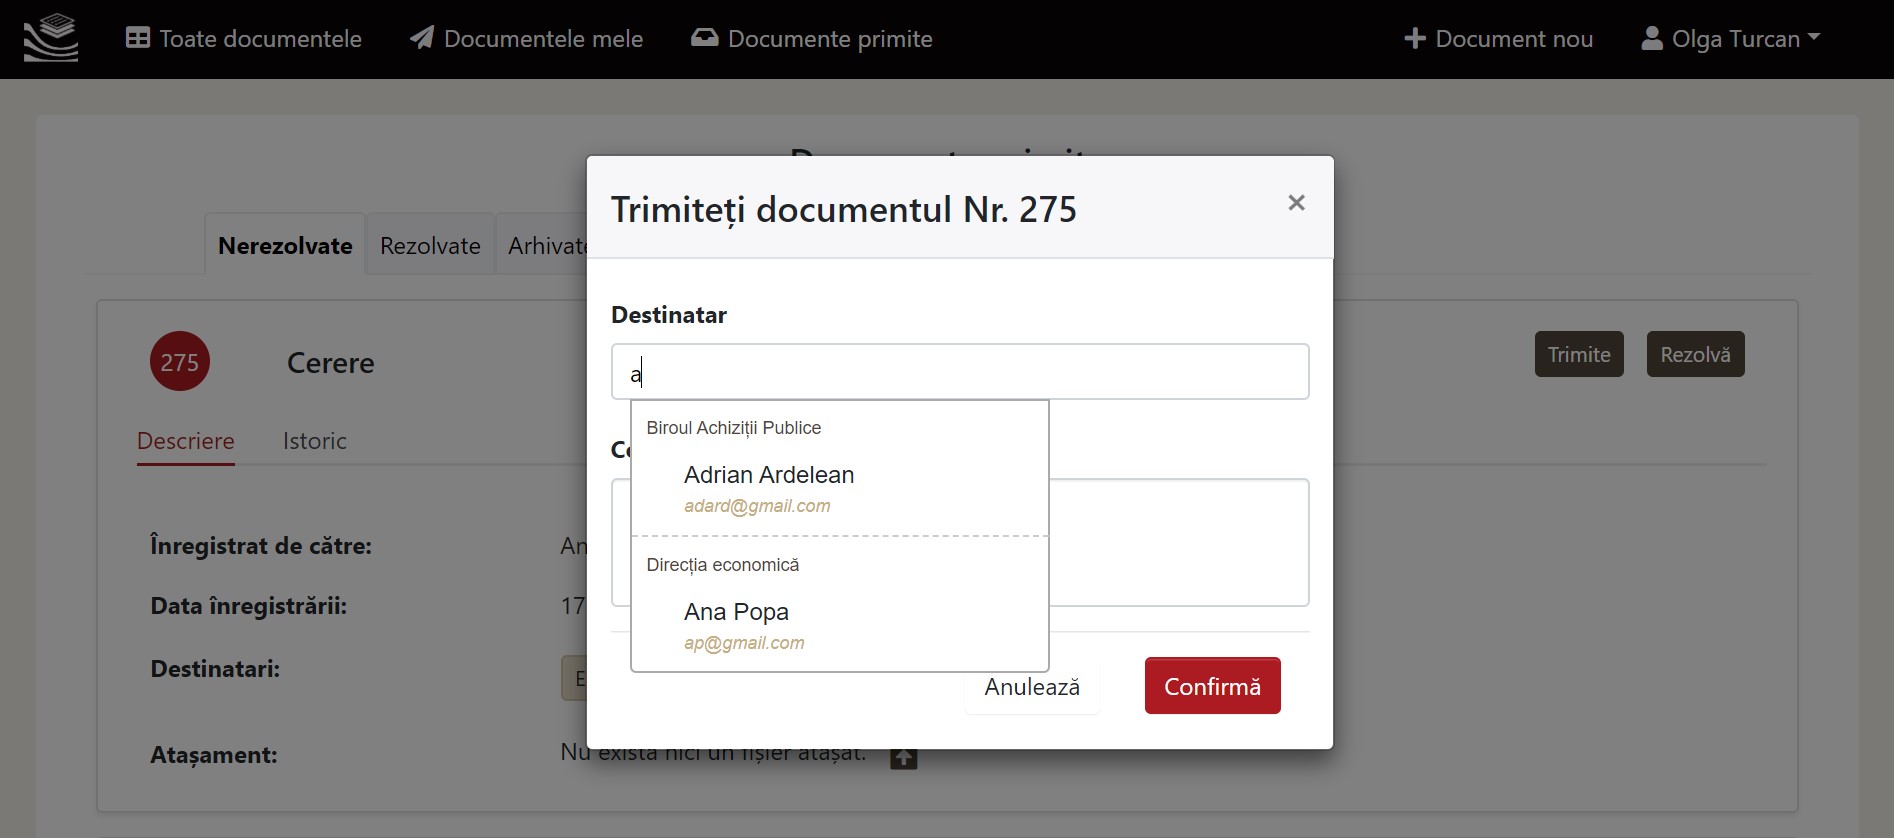 Toate documentele Documentele mele Documente primite Document nou Olga Turcan
Trimiteți documentul Nr. 275 ×
Nerezolvate Rezolvate Arhivate
Destinatar
a
275 Cerere Trimite Rezolvă
Biroul Achiziții Publice
Adrian Ardelean
adard@gmail.com
Descriere Istoric
Direcția economică
Ana Popa
ap@gmail.com
Înregistrat de către: An
Data înregistrării: 17
Destinatari: E
Anulează Confirmă
Atașament: Nu există nici un fișier atașat.